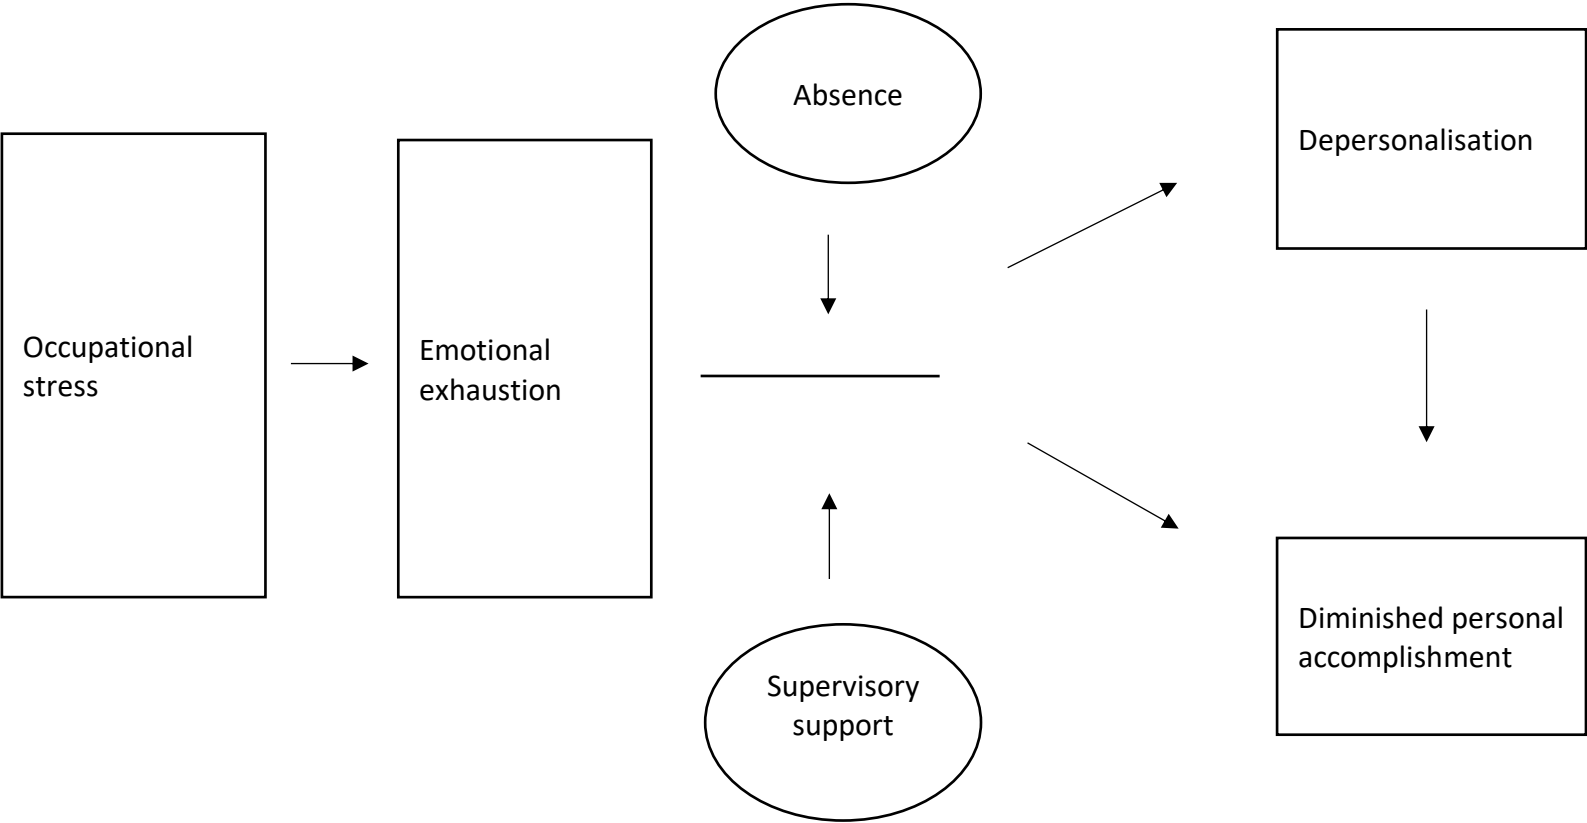 Occupational
stress
Emotional
exhaustion
Absence
Supervisory
support
Depersonalisation
Diminished personal
accomplishment